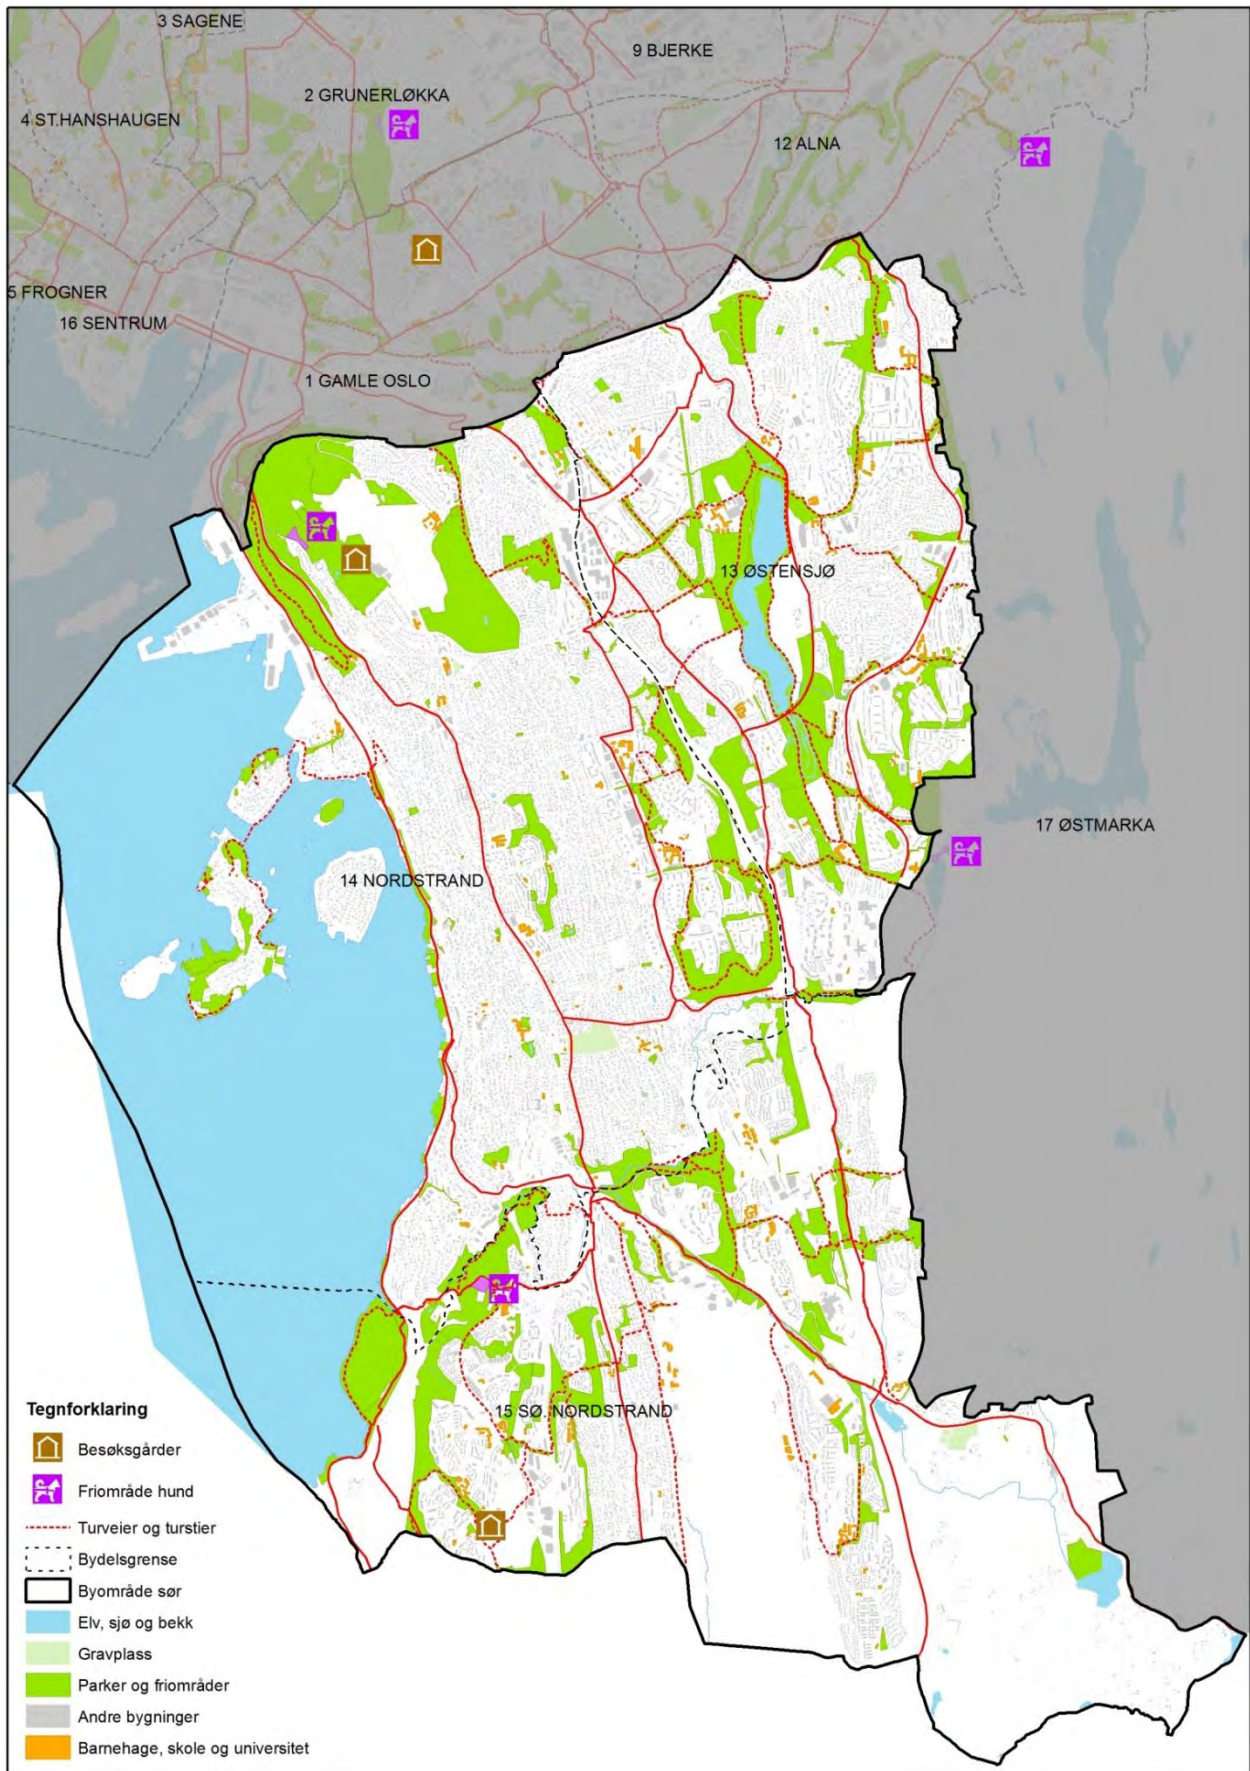 3 SAGENE
9 BJERKE
2 GRUNERLØKKA
4 ST.HANSHAUGEN
12 ALNA
5 FROGNER
16 SENTRUM
1 GAMLE OSLO
13 ØSTENSJØ
17 ØSTMARKA
14 NORDSTRAND
15 SØ. NORDSTRAND
Tegnforklaring
Besøksgårder
Friområde hund
Turveier og turstier
Bydelsgrense
Byområde sør
Elv, sjø og bekk
Gravplass
Parker og friområder
Andre bygninger
Barnehage, skole og universitet